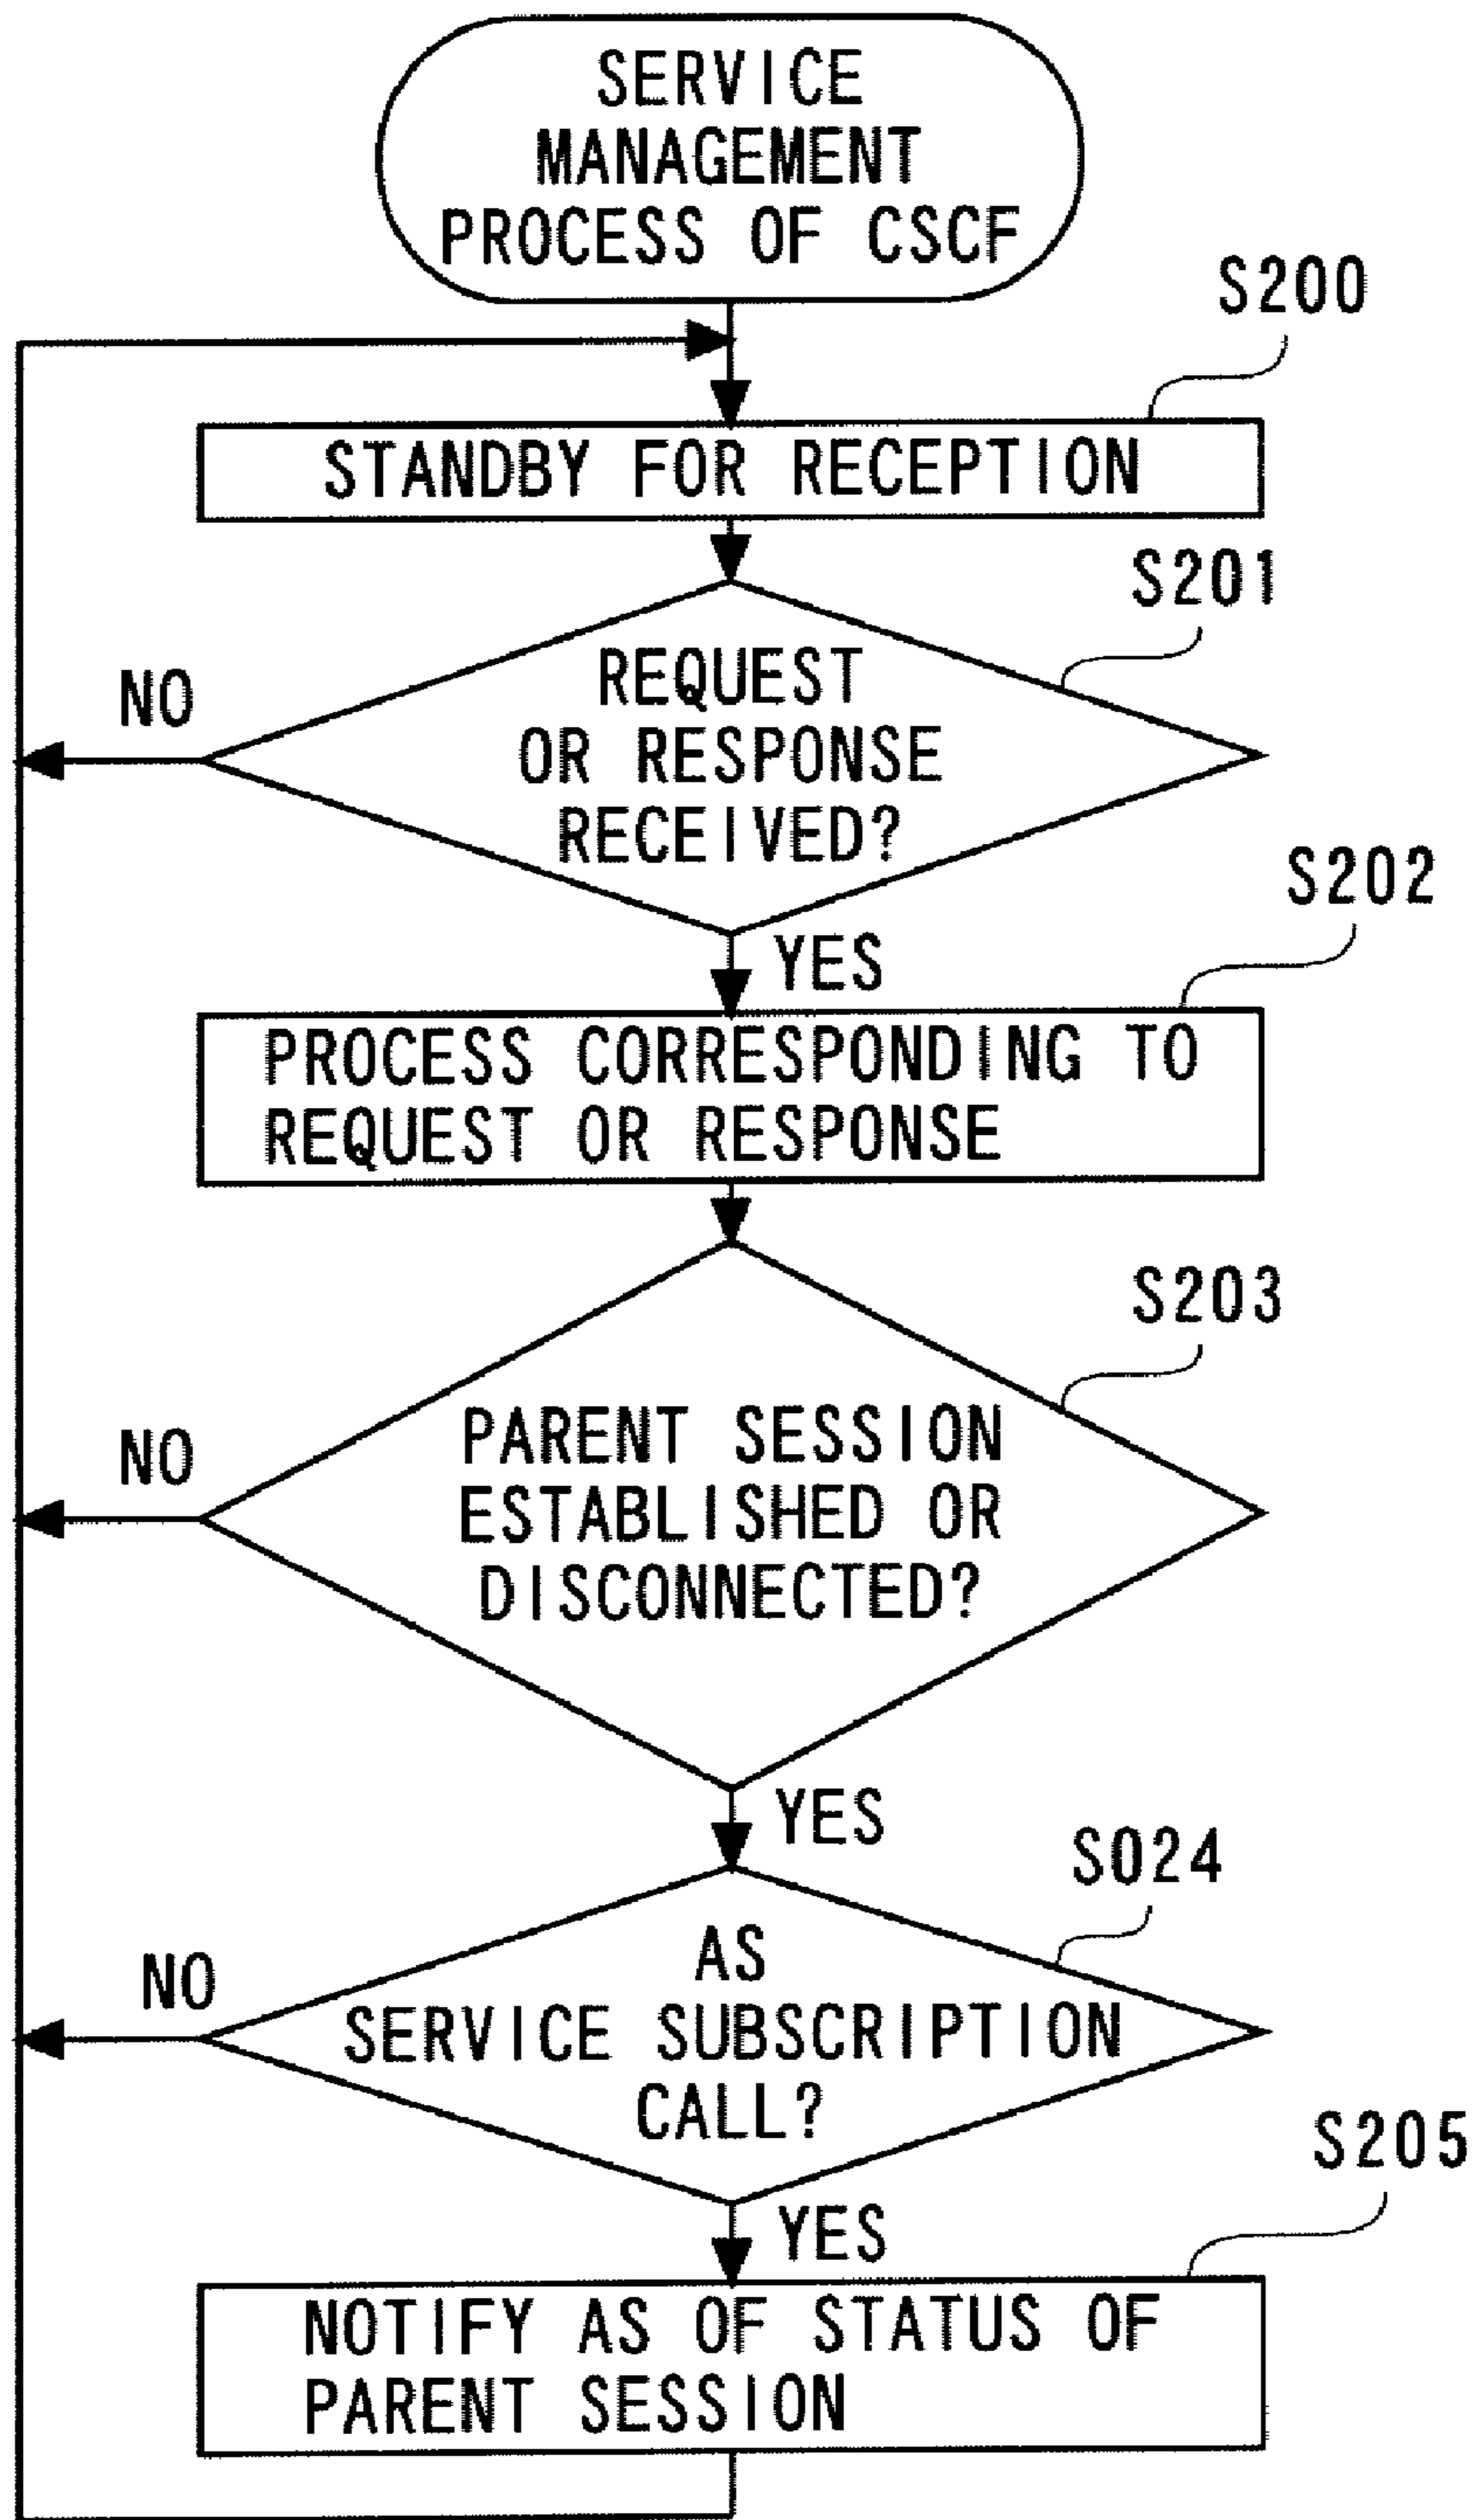 SERVICE
MANAGEMENT
PROCESS OF CSCF
S200
STANDBY FOR RECEPTION
S201
NO
REQUEST
OR RESPONSE
RECEIVED?
S202
YES
PROCESS CORRESPONDING TO
REQUEST OR RESPONSE
S203
NO
PARENT SESSION
ESTABLISHED OR
DISCONNECTED?
YES
S024
NO
AS
SERVICE SUBSCRIPTION
CALL?
S205
YES
NOTIFY AS OF STATUS OF
PARENT SESSION